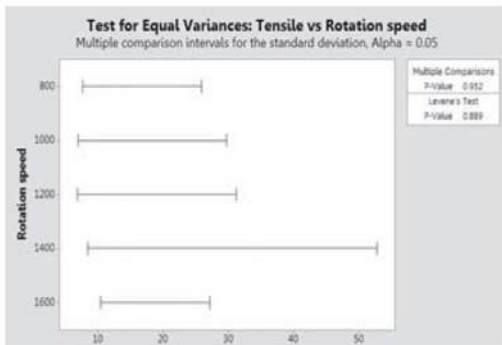 Test for Equal Variances: Tensile vs Rotation speed
Multiple comparison intervals for the standard deviation, Alpha = 0.05
Multiple Comparisons
P-Value 0.952
Levene's Test
P-Value 0.889
Rotation speed
800
1000
1200
1400
1600
10 20 30 40 50